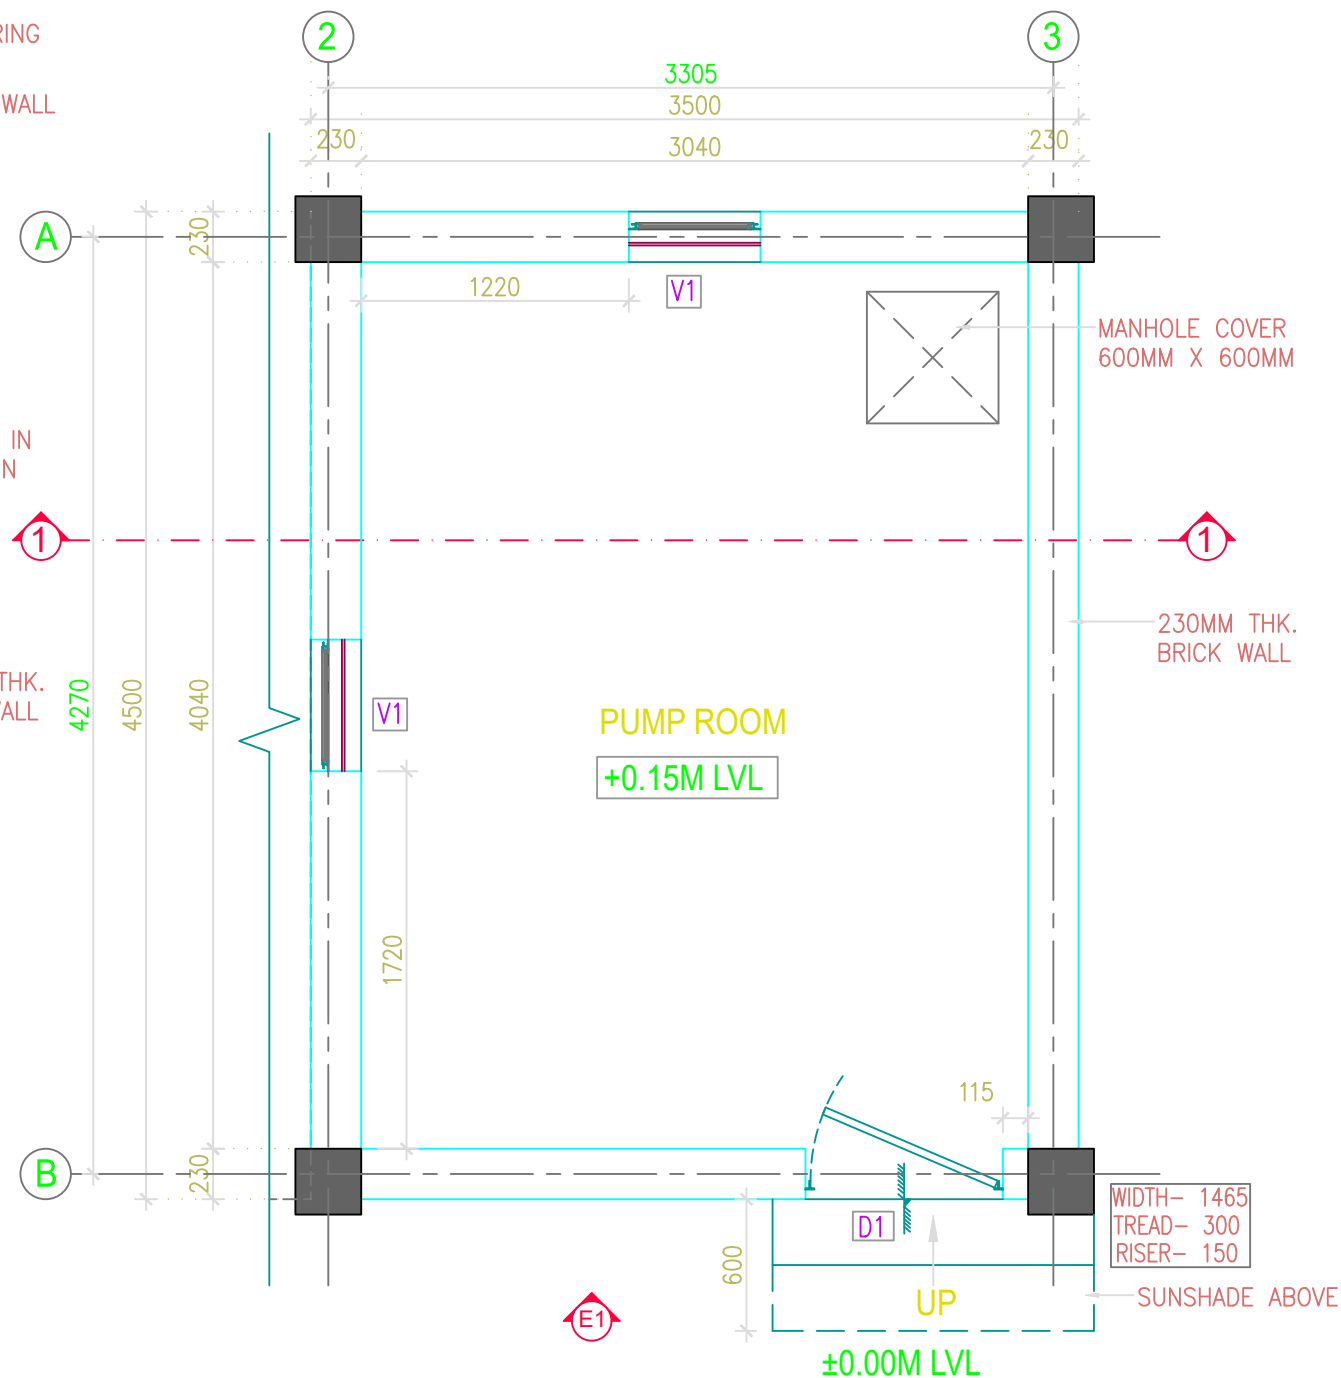 2
3
RING
WALL
3305
3500
230
3040
230
A
230
1220
V1
MANHOLE COVER
600MM X 600MM
IN
N
1
1
230MM THK.
BRICK WALL
THK.
WALL
4270
4500
4040
V1
PUMP ROOM
+0.15M LVL
1720
115
B
230
WIDTH- 1465
TREAD- 300
RISER- 150
D1
600
UP
SUNSHADE ABOVE
E1
±0.00M LVL